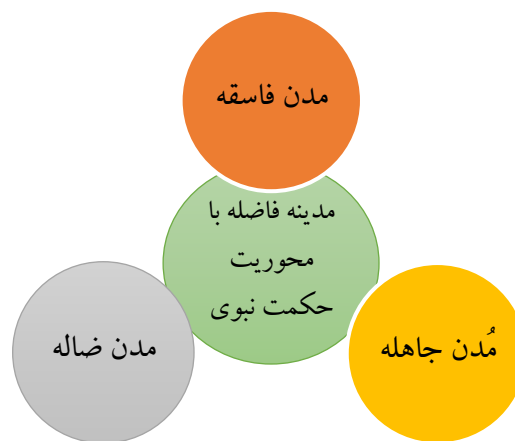 مدن فاسقه
مدینه فاضله با
محوریت
حکمت نبوی
مُدن جاهله
مدن ضاله